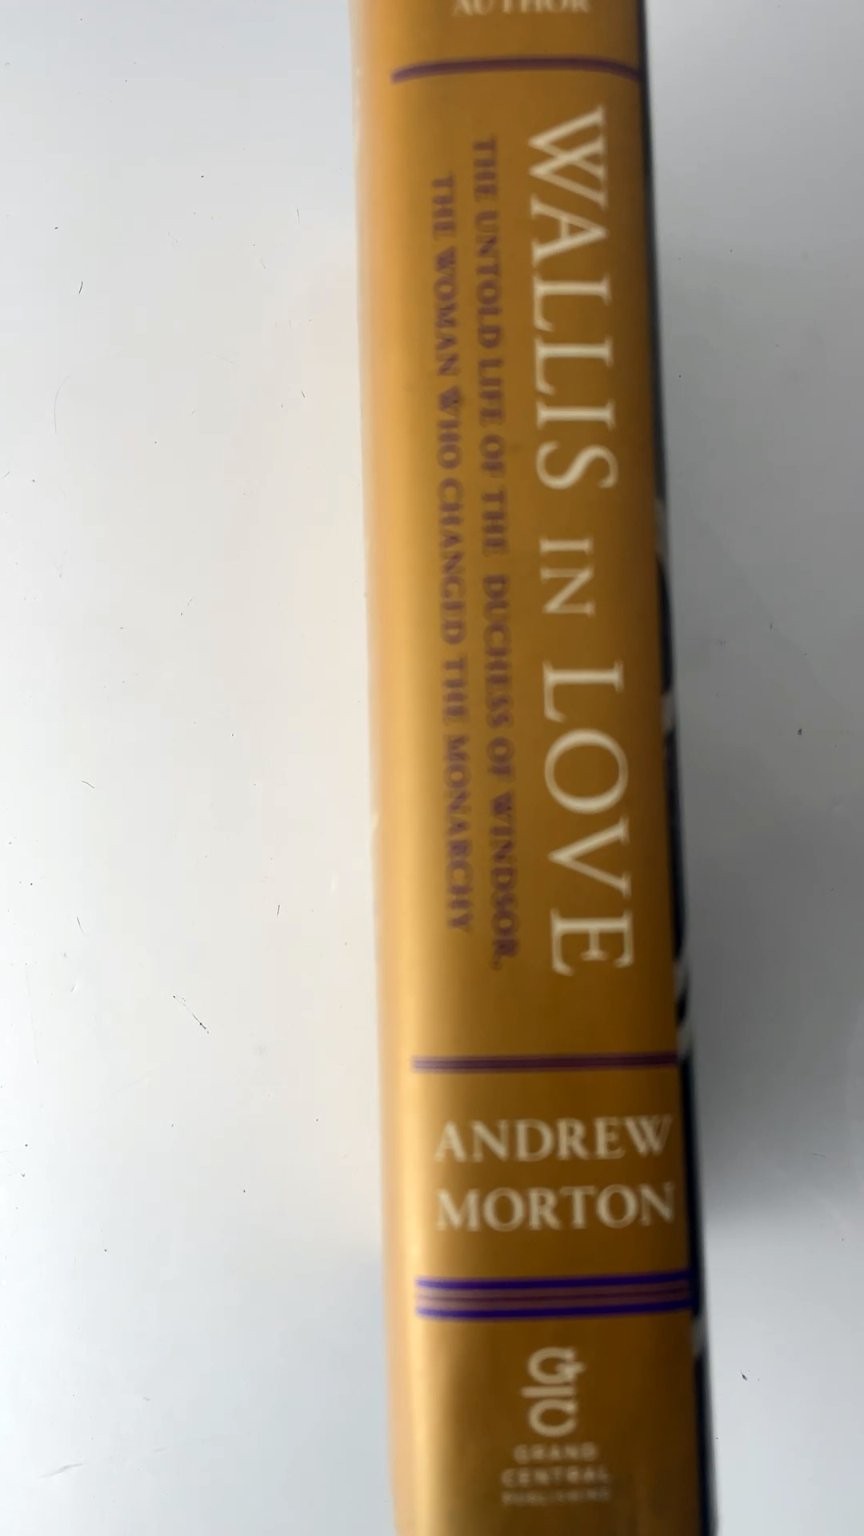 AUTHOR
WALLIS IN LOVE
THE UNTOLD LIFE OF THE DUCHESS OF WINDSOR,
THE WOMAN WHO CHANGED THE MONARCHY
ANDREW
MORTON
GRAND
CENTRAL
PUBLISHING